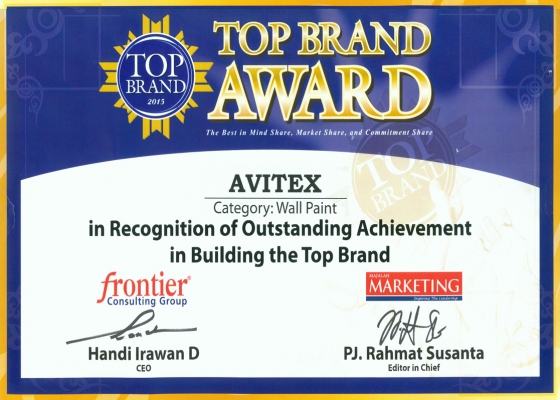 TOP
BRAND
2015
TOP BRAND
AWARD
The Best in Mind Share, Market Share, and Commitment Share
TOP
BRAND
AVITEX
Category: Wall Paint
in Recognition of Outstanding Achievement
in Building the Top Brand
frontier®
Consulting Group
MAJALAH
MARKETING
Inspiring The Leadership
Handi Irawan D
CEO
PJ. Rahmat Susanta
Editor in Chief